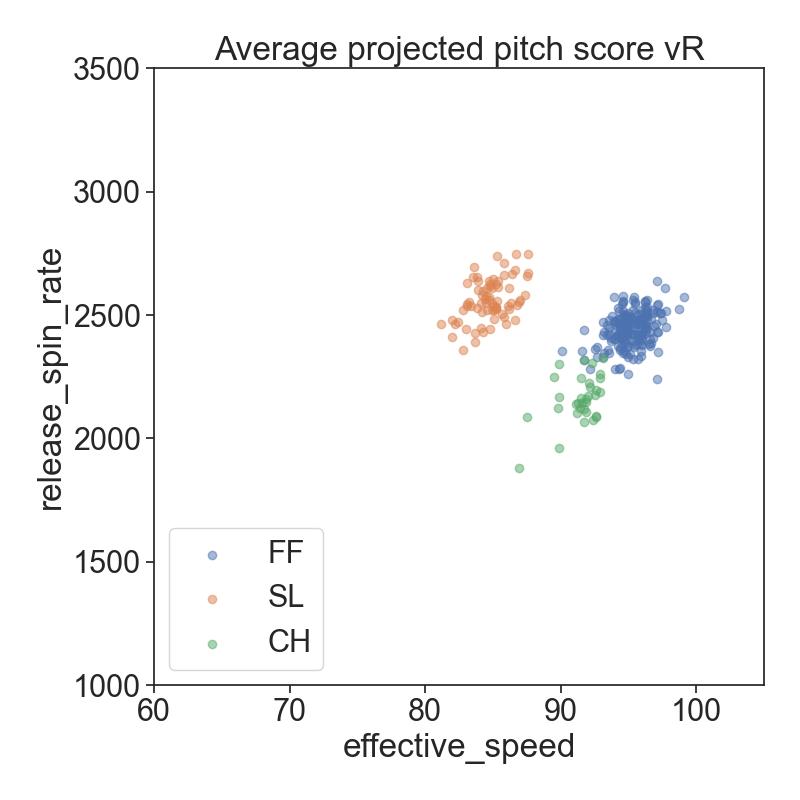 Average projected pitch score vR
3500
3000
2500
2000
1500
1000
release_spin_rate
FF
SL
CH
60
70
80
90
100
effective_speed